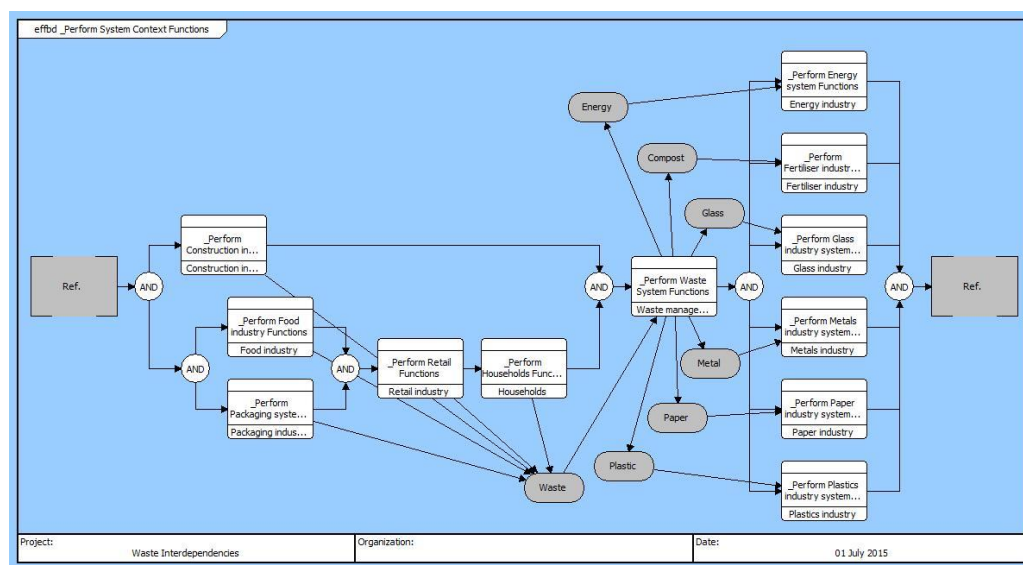 effbd _Perform System Context Functions
Ref.
AND
_Perform
Construction in...
Construction in...
AND
_Perform Food
industry Functions
Food industry
_Perform
Packaging syste...
Packaging indus...
AND
_Perform Retail
Functions
Retail industry
_Perform
Households Func...
Households
Waste
AND
_Perform Waste
System Functions
Waste manage...
Energy
Compost
Glass
Metal
Paper
Plastic
AND
_Perform Energy
system Functions
Energy industry
_Perform
Fertiliser industr...
Fertiliser industry
_Perform Glass
industry system...
Glass industry
_Perform Metals
industry system...
Metals industry
_Perform Paper
industry system...
Paper industry
_Perform Plastics
industry system...
Plastics industry
AND
Ref.
Project:
Waste Interdependencies
Organization:
Date:
01 July 2015